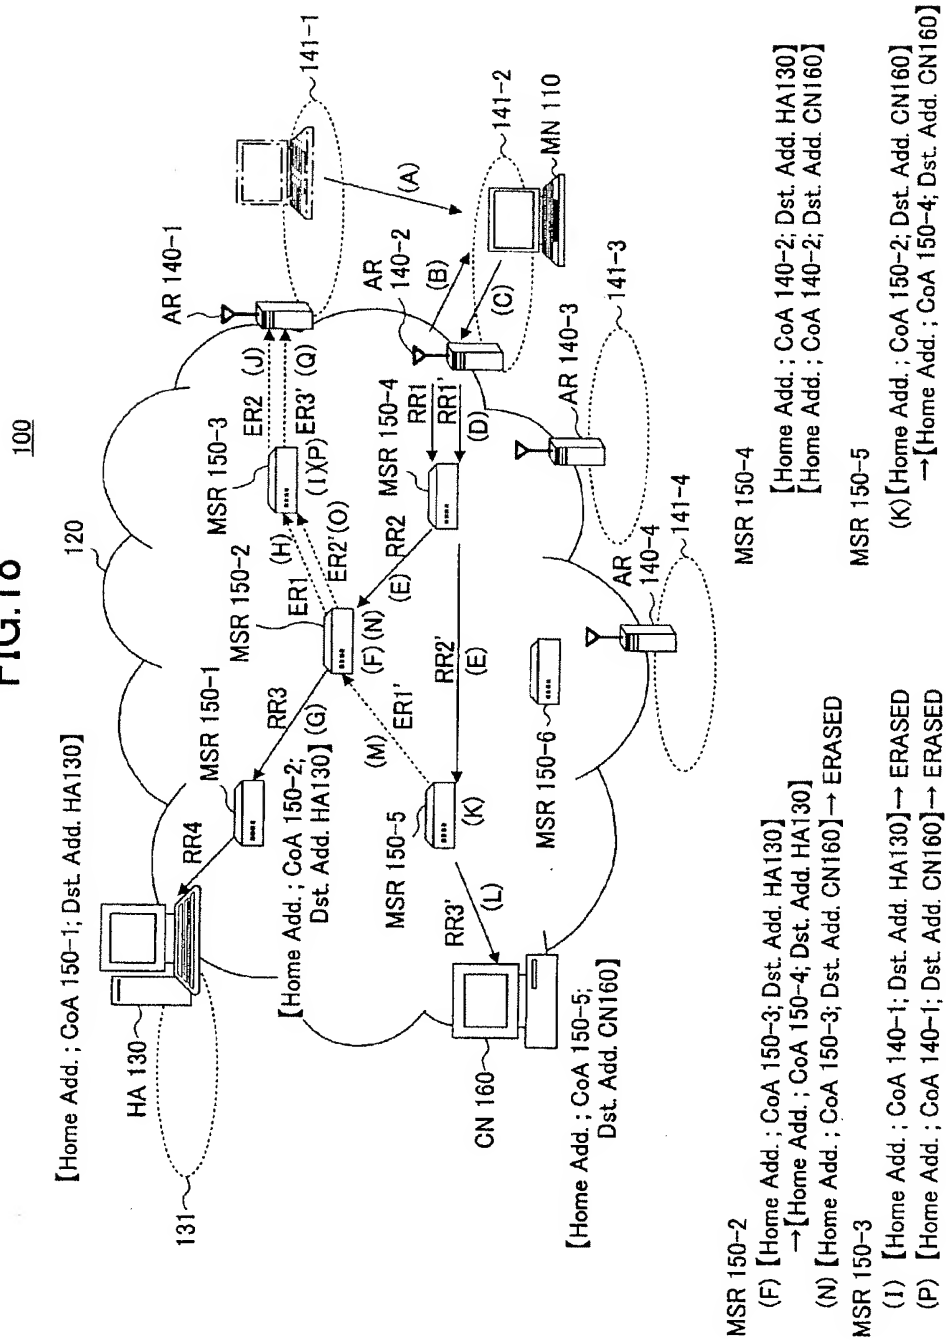 FIG.18
100
[Home Add. ; CoA 150-1; Dst. Add. HA130]
120
HA 130
131
RR4
MSR 150-1
RR3
(G)
[Home Add. ; CoA 150-2;
Dst. Add. HA130]
MSR 150-2
(F) (N)
ER1
(H)
ER2' (O)
MSR 150-3
(I)(P)
ER2
(J)
ER3'
(Q)
AR 140-1
141-1
(A)
141-2
MN 110
AR
140-2
(B)
(C)
RR1
RR1'
(D)
MSR 150-4
RR2
(E)
RR2'
(E)
ER1'
(M)
MSR 150-5
(K)
RR3'
(L)
CN 160
[Home Add. ; CoA 150-5;
Dst. Add. CN160]
MSR 150-6
AR 140-3
141-3
AR
140-4
141-4
MSR 150-2
(F) [Home Add. ; CoA 150-3; Dst. Add. HA130]
→[Home Add. ; CoA 150-4; Dst. Add. HA130]
(N) [Home Add. ; CoA 150-3; Dst. Add. CN160]→ ERASED
MSR 150-3
(I) [Home Add. ; CoA 140-1; Dst. Add. HA130]→ ERASED
(P) [Home Add. ; CoA 140-1; Dst. Add. CN160]→ ERASED
MSR 150-4
[Home Add. ; CoA 140-2; Dst. Add. HA130]
[Home Add. ; CoA 140-2; Dst. Add. CN160]
MSR 150-5
(K) [Home Add. ; CoA 150-2; Dst. Add. CN160]
→[Home Add. ; CoA 150-4; Dst. Add. CN160]